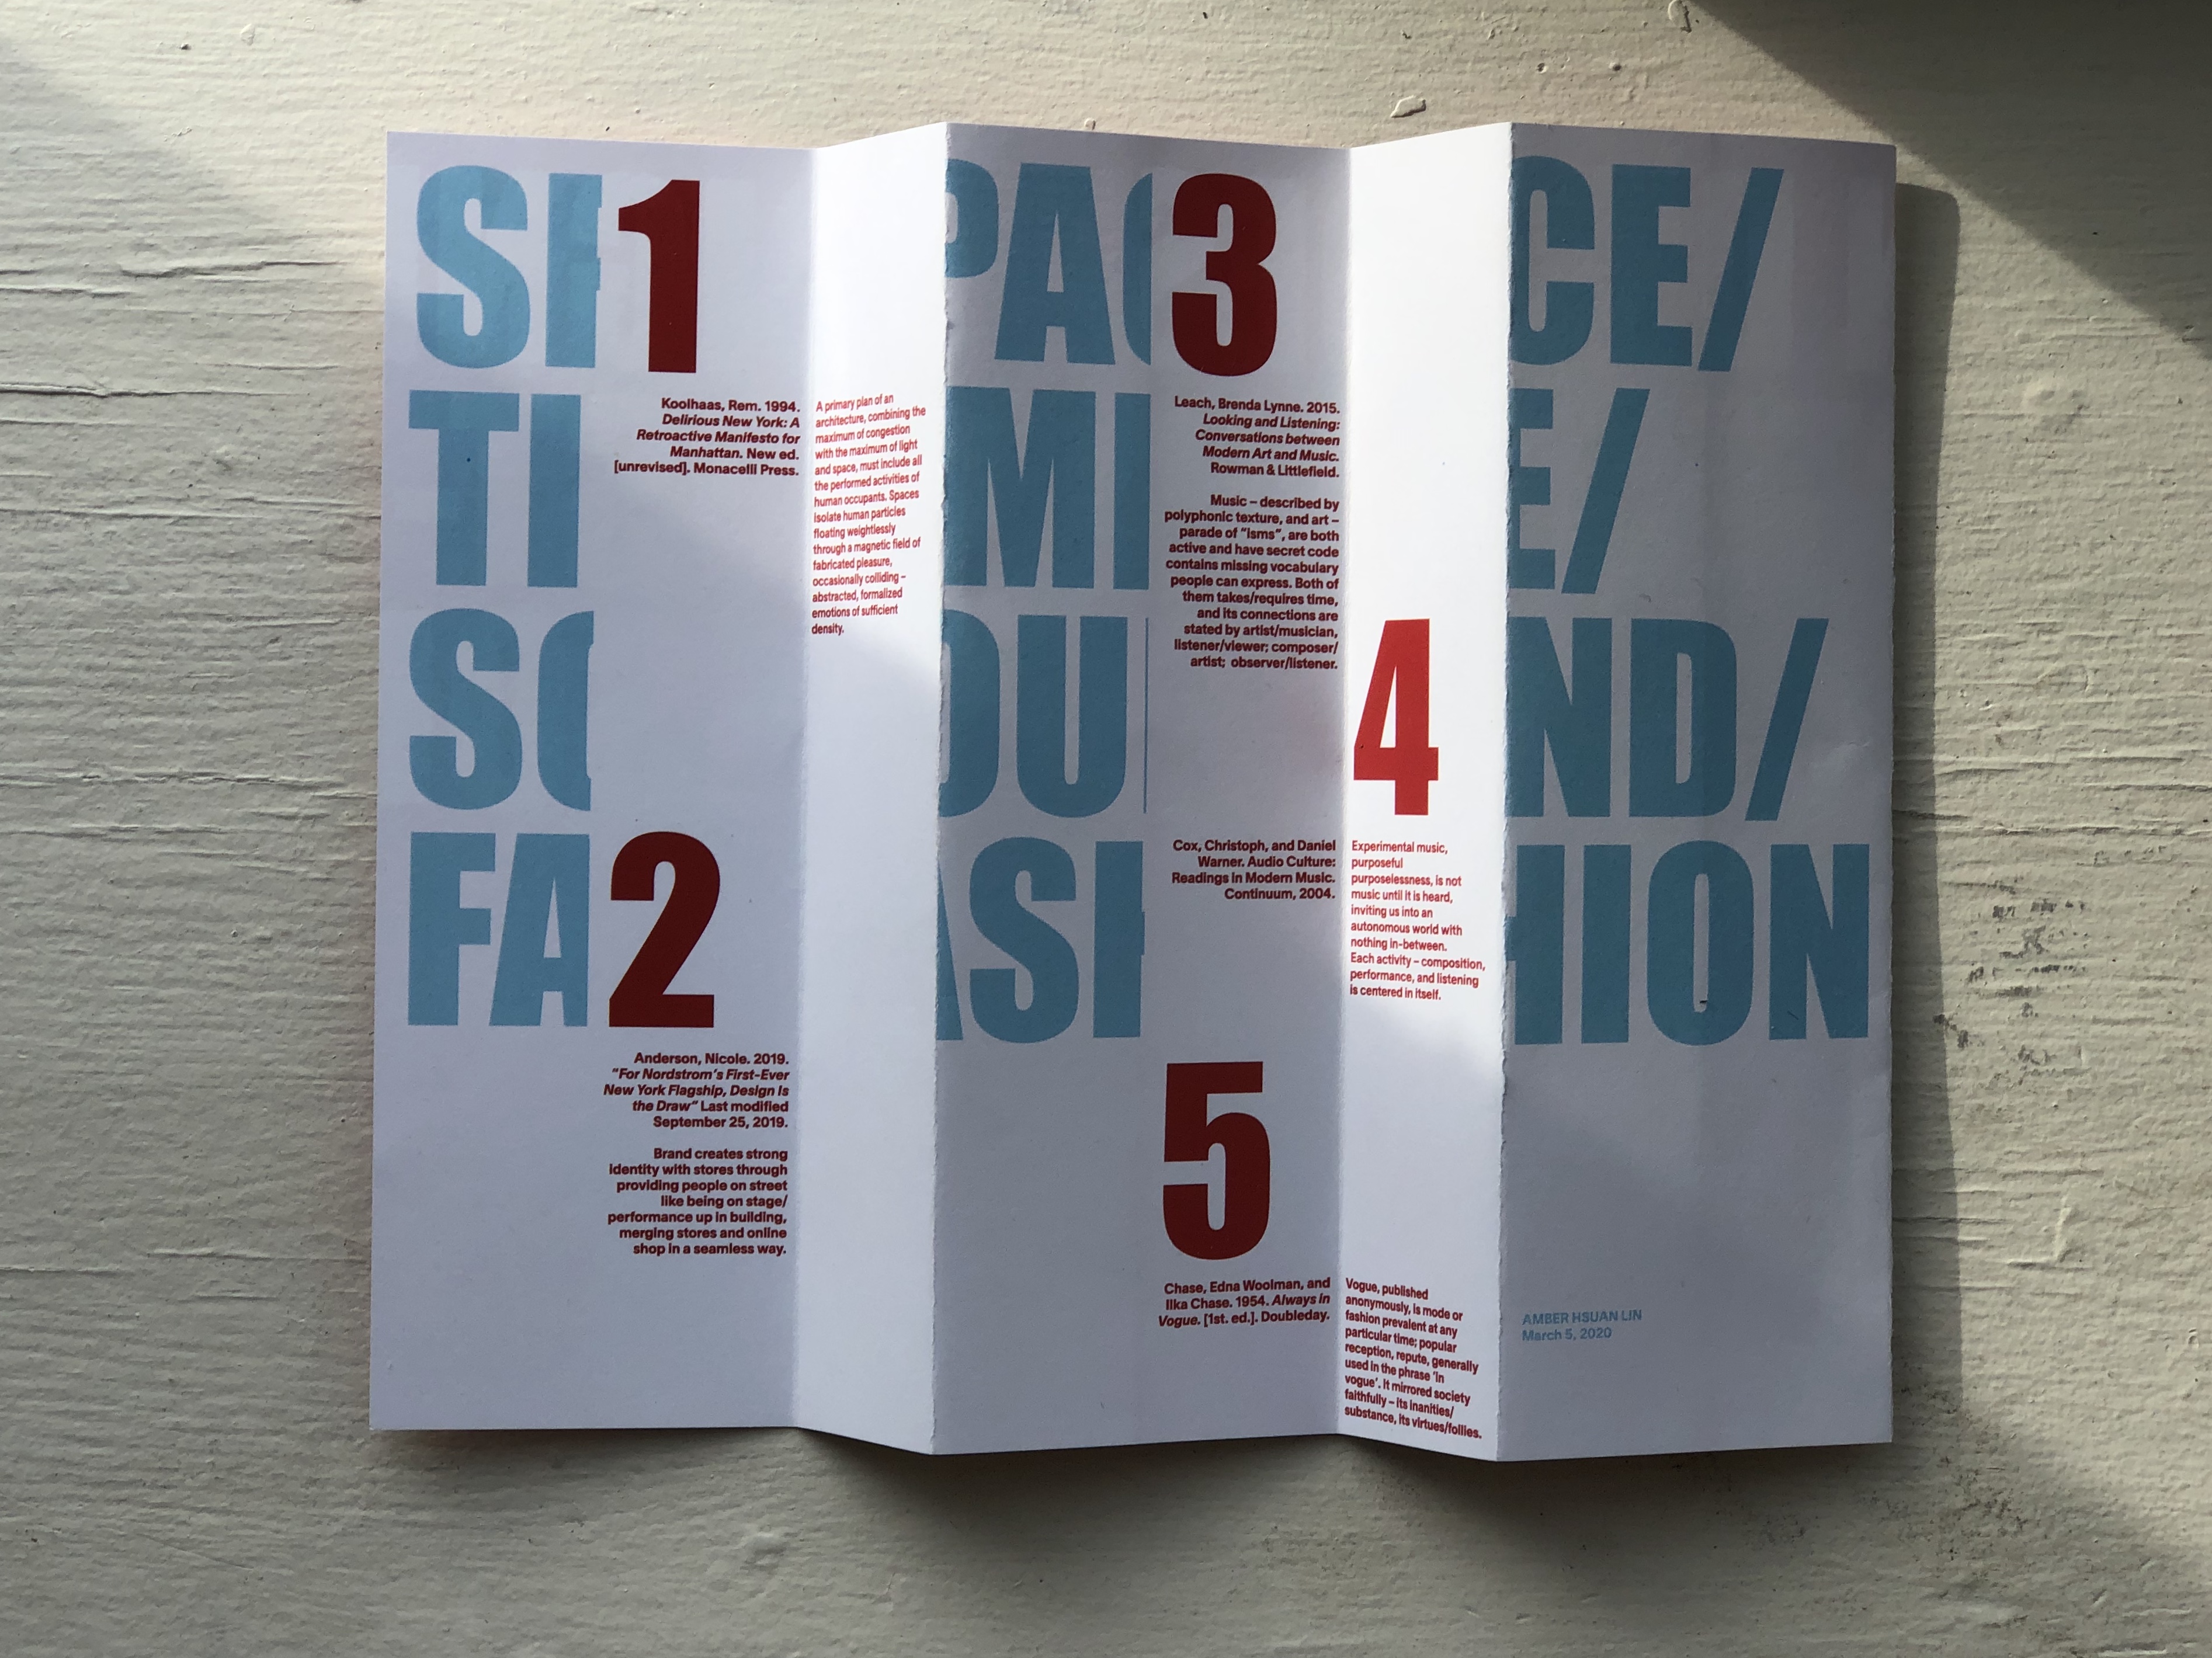 SP
TI
SO
FA
1
Koolhaas, Rem. 1994.
Delirious New York: A
Retroactive Manifesto for
Manhattan. New ed.
[unrevised]. Monacelli Press.
A primary plan of an
architecture, combining the
maximum of congestion
with the maximum of light
and space, must include all
the performed activities of
human occupants. Spaces
isolate human particles
floating weightlessly
through a magnetic field of
fabricated pleasure,
occasionally colliding –
abstracted, formalized
emotions of sufficient
density.
2
Anderson, Nicole. 2019.
"For Nordstrom's First-Ever
New York Flagship, Design Is
the Draw" Last modified
September 25, 2019.
Brand creates strong
identity with stores through
providing people on street
like being on stage/
performance up in building,
merging stores and online
shop in a seamless way.
PAC
MI
OU
ASH
3
Leach, Brenda Lynne. 2015.
Looking and Listening:
Conversations between
Modern Art and Music.
Rowman & Littlefield.
Music – described by
polyphonic texture, and art –
parade of "isms", are both
active and have secret code
contains missing vocabulary
people can express. Both of
them takes/requires time,
and its connections are
stated by artist/musician,
listener/viewer; composer/
artist; observer/listener.
4
Cox, Christoph, and Daniel
Warner. Audio Culture:
Readings in Modern Music.
Continuum, 2004.
Experimental music,
purposeful
purposelessness, is not
music until it is heard,
inviting us into an
autonomous world with
nothing in-between.
Each activity – composition,
performance, and listening
is centered in itself.
5
Chase, Edna Woolman, and
Ilka Chase. 1954. Always in
Vogue. [1st. ed.]. Doubleday.
Vogue, published
anonymously, is mode or
fashion prevalent at any
particular time; popular
reception, repute, generally
used in the phrase 'in
vogue'. It mirrored society
faithfully – its inanities/
substance, its virtues/follies.
CE/
E/
ND/
HION
AMBER HSUAN LIN
March 5, 2020